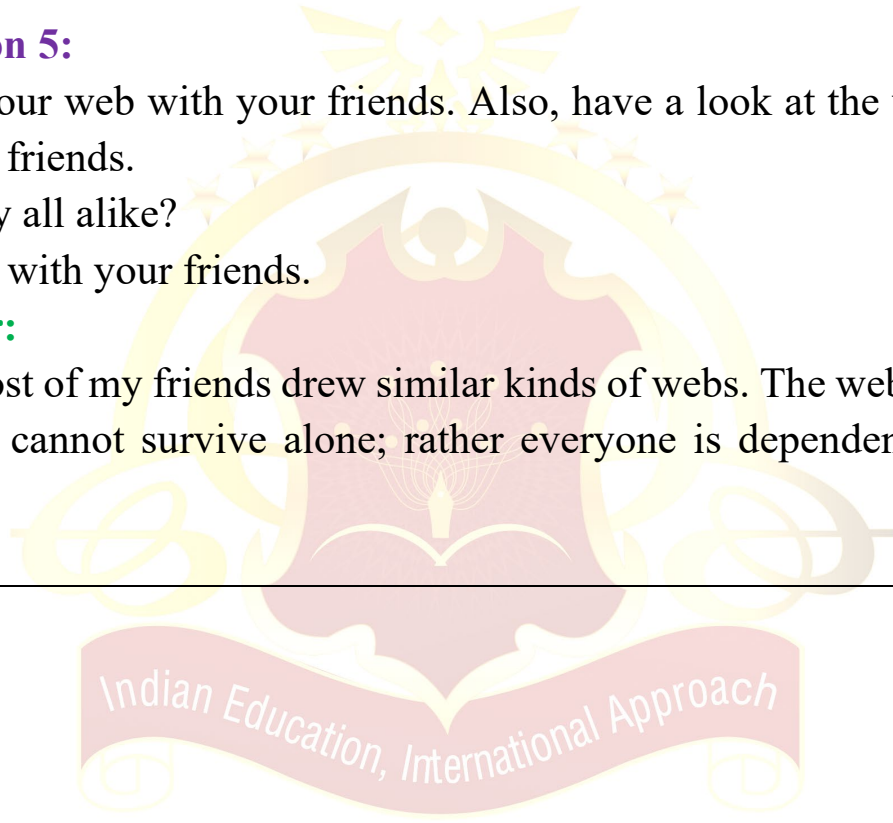 on 5:
our web with your friends. Also, have a look at the
friends.
y all alike?
with your friends.
r:
ost of my friends drew similar kinds of webs. The web
cannot survive alone; rather everyone is dependen
Indian Education, International Approach